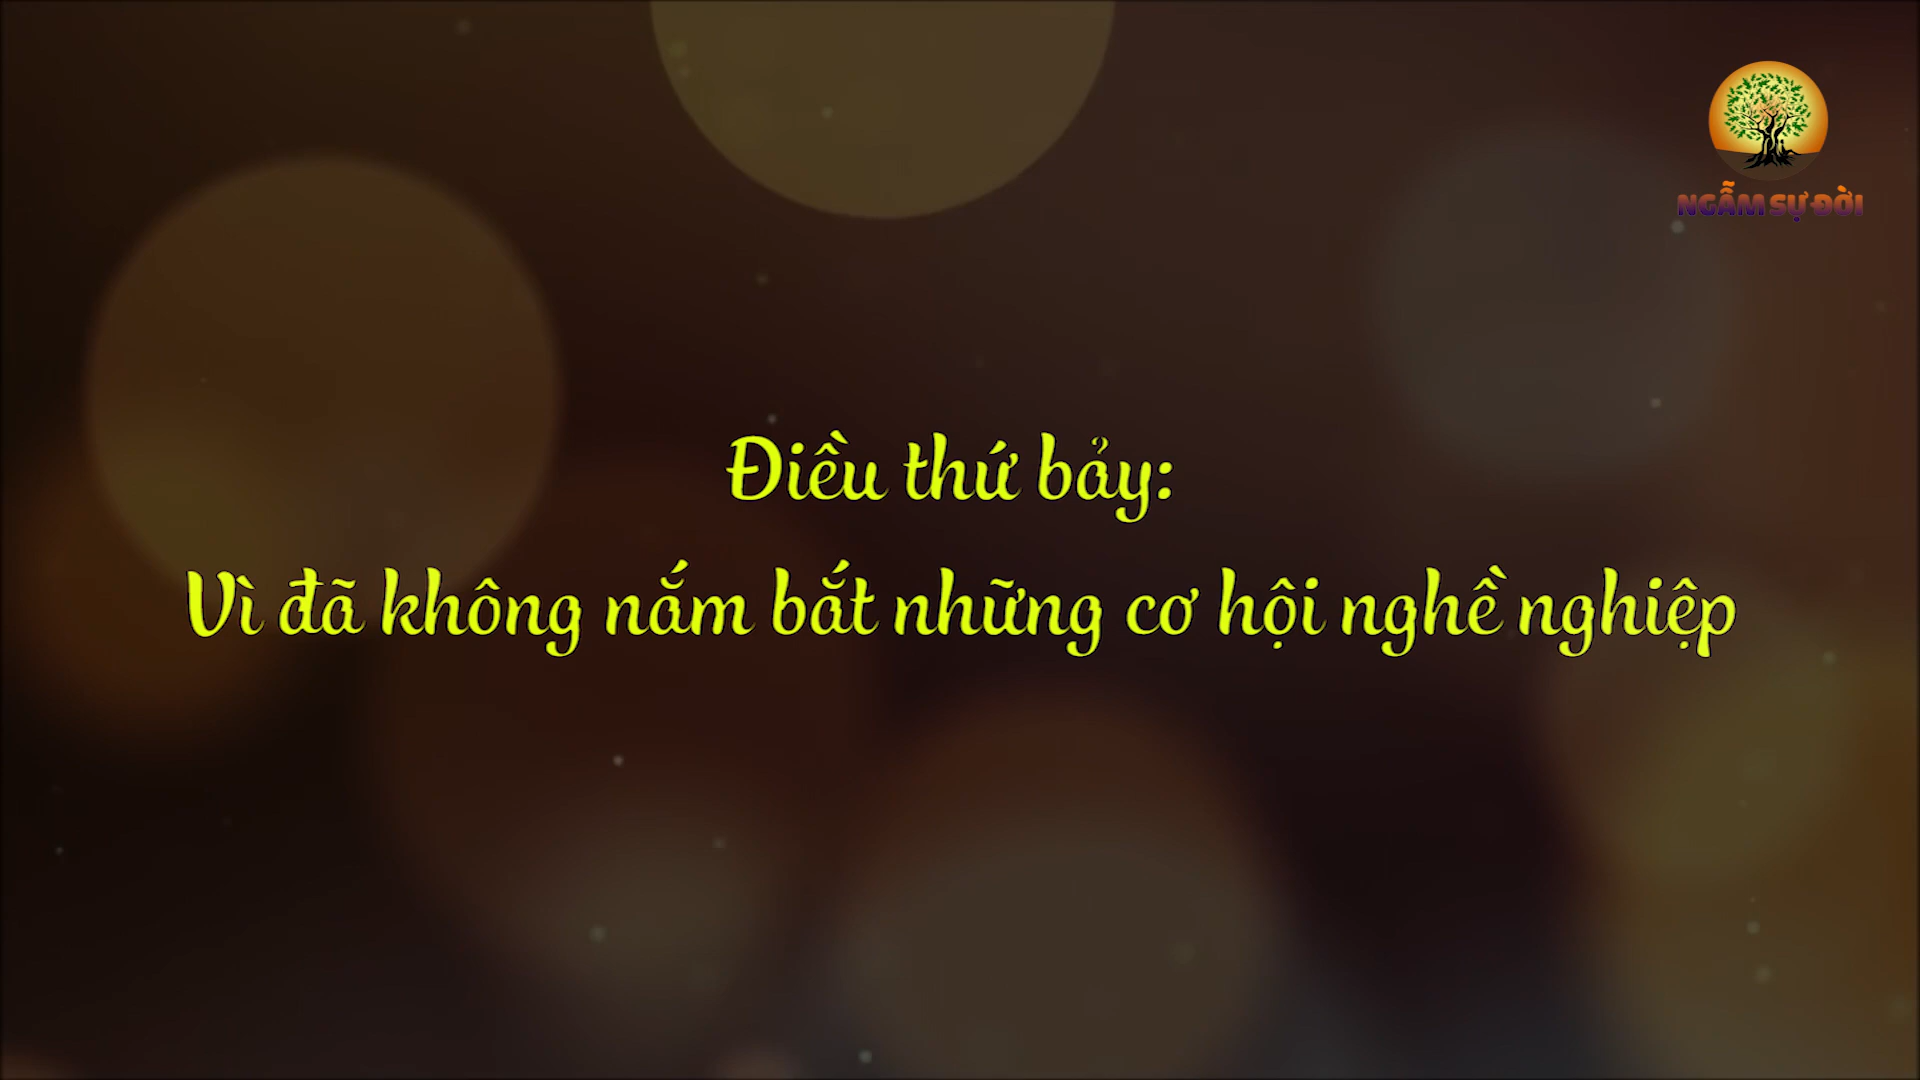 NGẪM SỰ ĐỜI
Điều thứ bảy:
Vì đã không nắm bắt những cơ hội nghề nghiệp